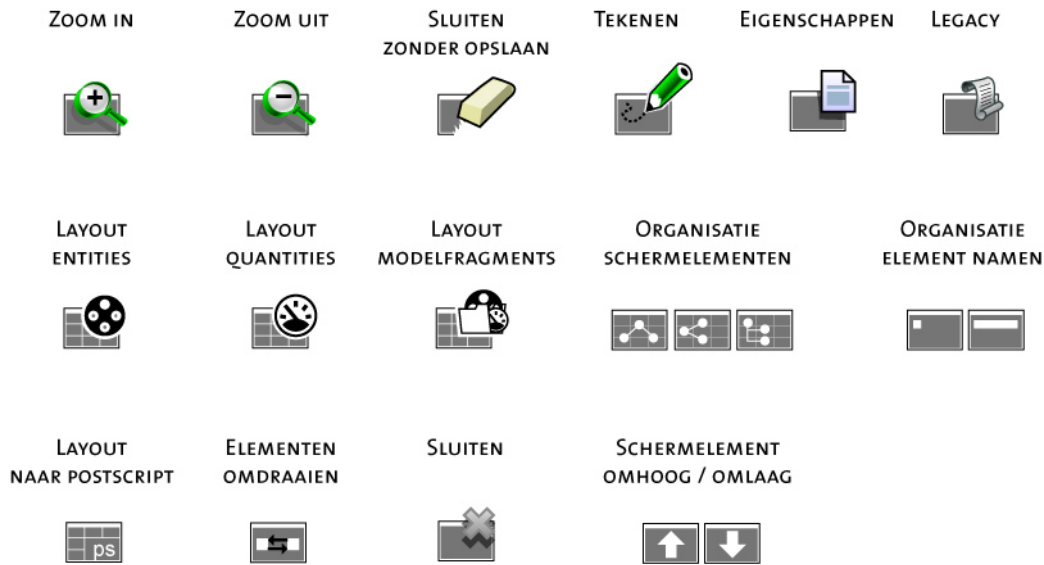 ZOOM IN
ZOOM UIT
SLUITEN
ZONDER OPSLAAN
TEKENEN
EIGENSCHAPPEN
LEGACY
LAYOUT
ENTITIES
LAYOUT
QUANTITIES
LAYOUT
MODELFRAGMENTS
ORGANISATIE
SCHERMELEMENTEN
ORGANISATIE
ELEMENT NAMEN
LAYOUT
NAAR POSTSCRIPT
ps
ELEMENTEN
OMDRAAIEN
SLUITEN
SCHERMELEMENT
OMHOOG / OMLAAG